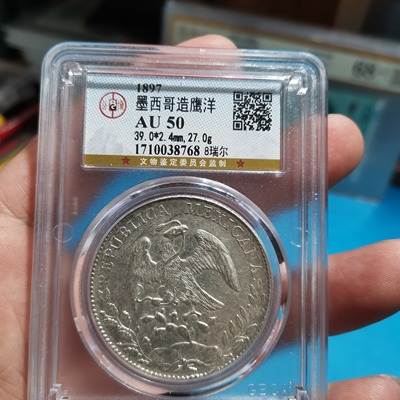 1897
墨西哥造鹰洋
AU 50
39.0*2.4mm,27.0g
1710038768 8瑞尔
文物鉴定委员会监制
REPUBLICA MEXICANA